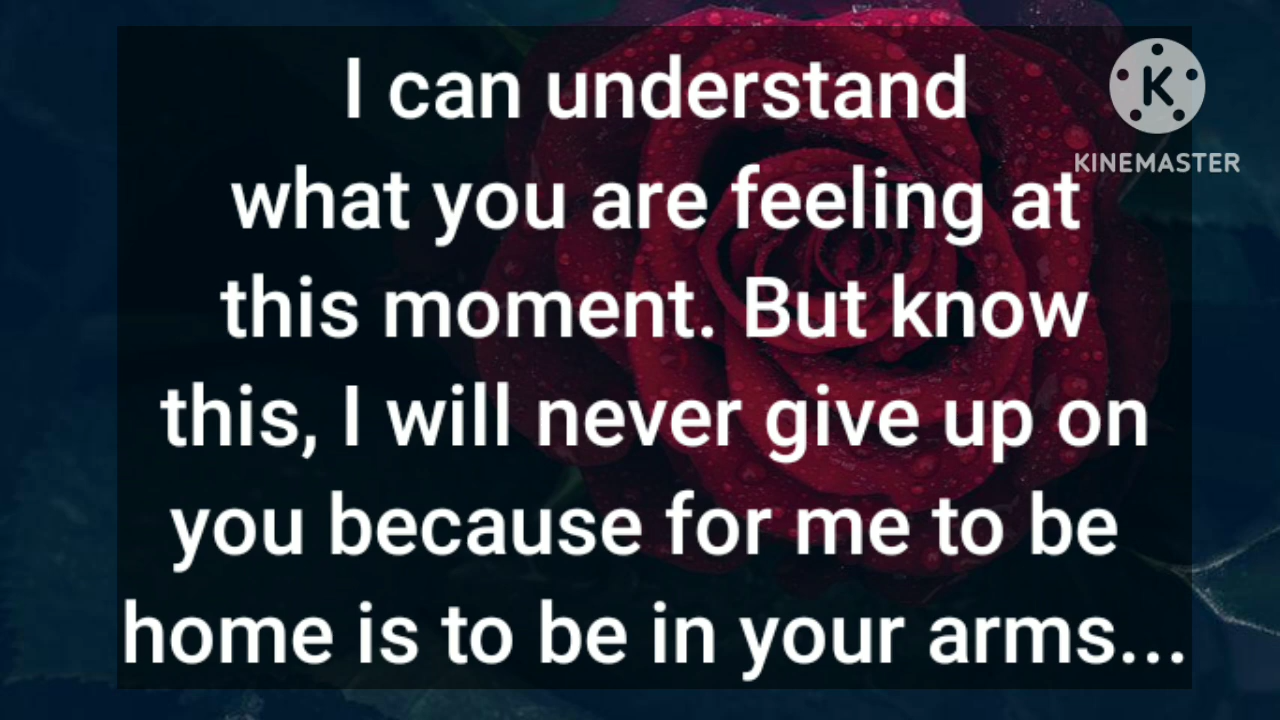 I can understand
what you are feeling at
this moment. But know
this, I will never give up on
you because for me to be
home is to be in your arms...
K
KINEMASTER